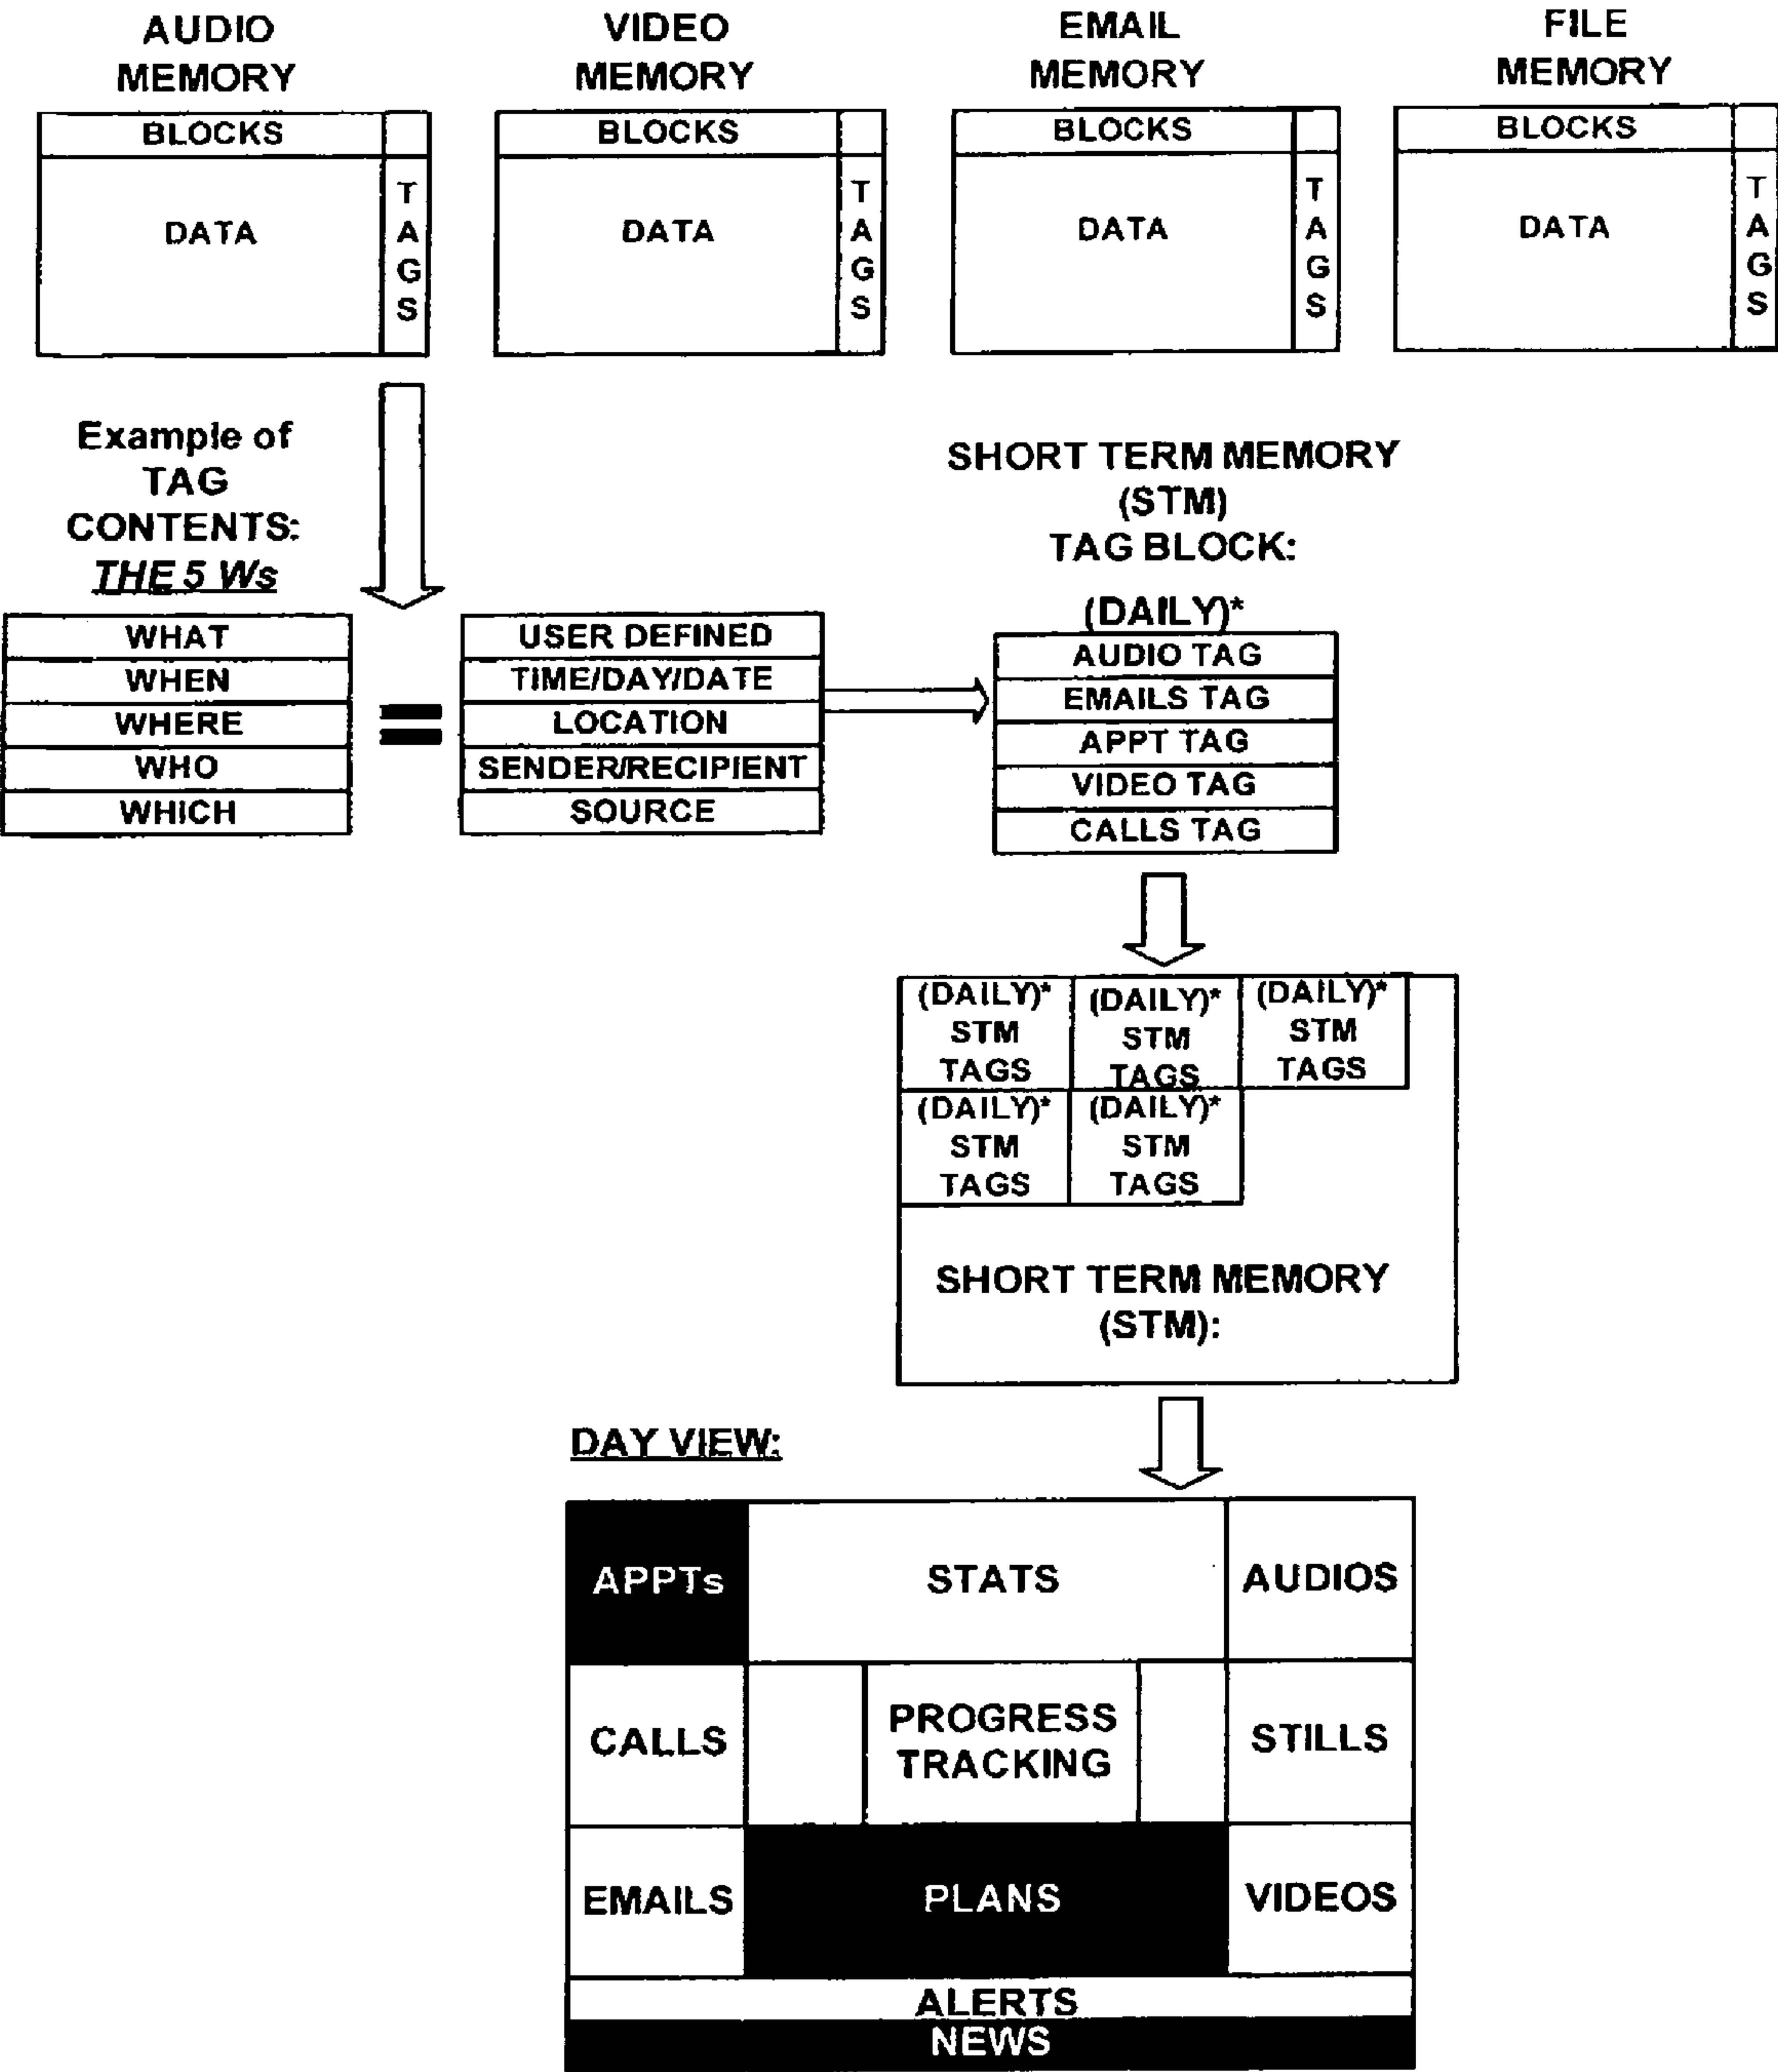 AUDIO
MEMORY
VIDEO
MEMORY
EMAIL
MEMORY
FILE
MEMORY
BLOCKS
DATA
TAGS
BLOCKS
DATA
TAGS
BLOCKS
DATA
TAGS
BLOCKS
DATA
TAGS
Example of
TAG
CONTENTS:
THE 5 Ws
WHAT
WHEN
WHERE
WHO
WHICH
=
USER DEFINED
TIME/DAY/DATE
LOCATION
SENDER/RECIPIENT
SOURCE
SHORT TERM MEMORY
(STM)
TAG BLOCK:
(DAILY)*
AUDIO TAG
EMAILS TAG
APPT TAG
VIDEO TAG
CALLS TAG
(DAILY)*
STM
TAGS
(DAILY)*
STM
TAGS
(DAILY)*
STM
TAGS
(DAILY)*
STM
TAGS
(DAILY)*
STM
TAGS
SHORT TERM MEMORY
(STM):
DAY VIEW:
APPTs
STATS
AUDIOS
CALLS
PROGRESS
TRACKING
STILLS
EMAILS
PLANS
VIDEOS
ALERTS
NEWS